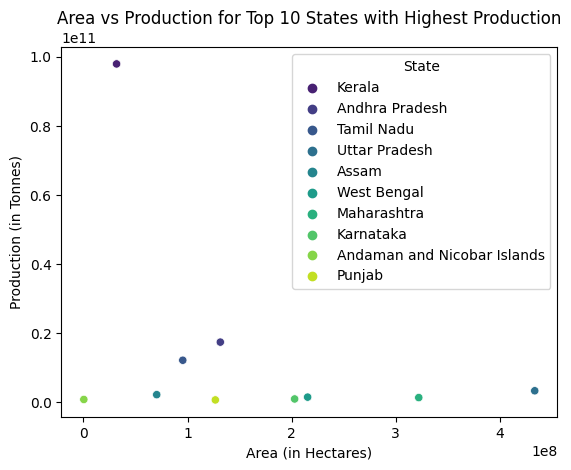 Area vs Production for Top 10 States with Highest Production
1e11
Production (in Tonnes)
1.0
0.8
0.6
0.4
0.2
0.0
State
Kerala
Andhra Pradesh
Tamil Nadu
Uttar Pradesh
Assam
West Bengal
Maharashtra
Karnataka
Andaman and Nicobar Islands
Punjab
0 1 2 3 4
1e8
Area (in Hectares)